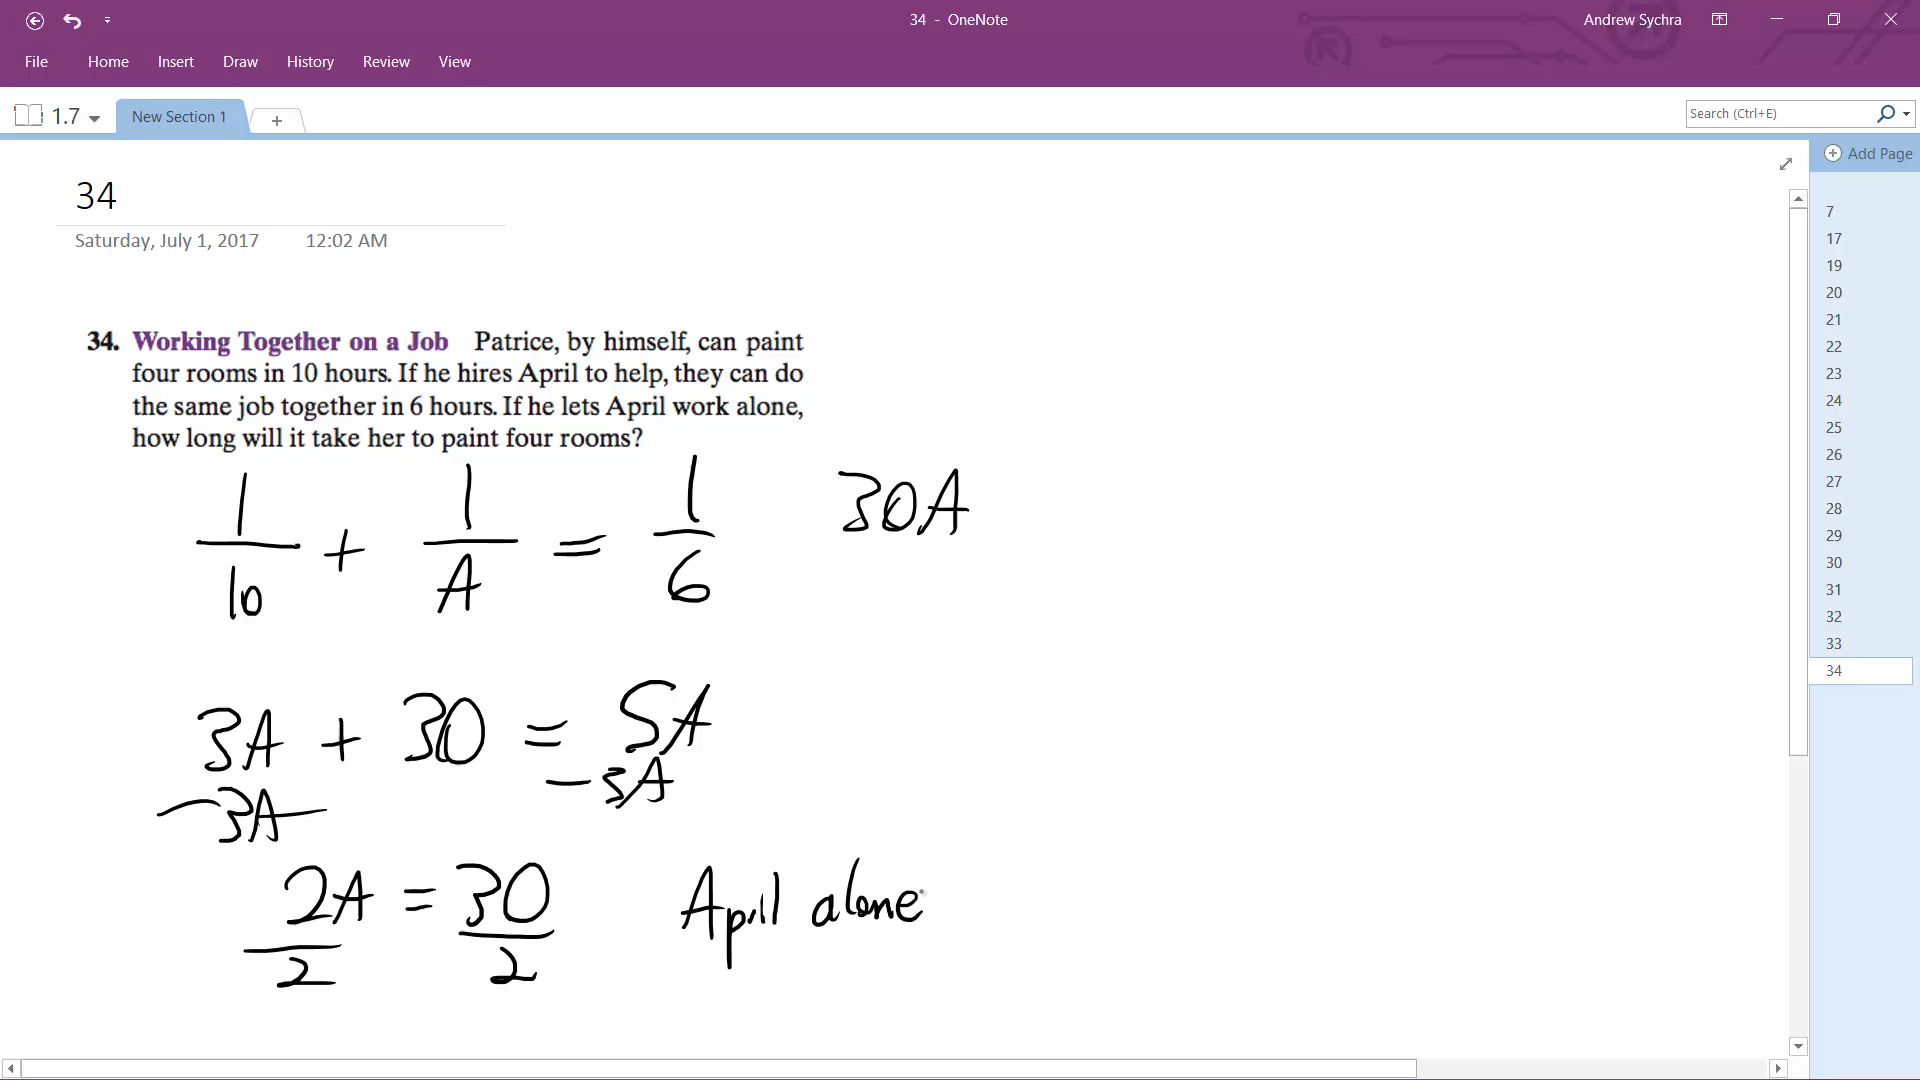 34 - OneNote
Andrew Sychra
File Home Insert Draw History Review View
1.7
New Section 1
+
Search (Ctrl+E)
Add Page
34
Saturday, July 1, 2017 12:02 AM
34. Working Together on a Job Patrice, by himself, can paint
four rooms in 10 hours. If he hires April to help, they can do
the same job together in 6 hours. If he lets April work alone,
how long will it take her to paint four rooms?
1/10 + 1/A = 1/6 30A
3A + 30 = 5A
-3A -3A
2A/2 = 30/2 April alone
7
17
19
20
21
22
23
24
25
26
27
28
29
30
31
32
33
34